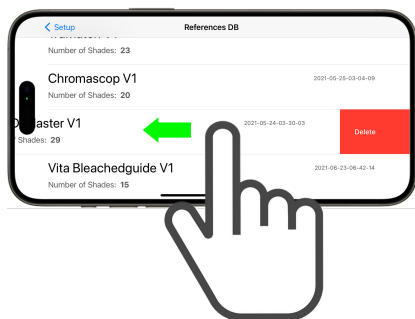 Setup
References DB
Number of Shades: 23
Chromascop V1
2021-05-25-03-04-09
Number of Shades: 20
aster V1
2021-05-24-03-30-03
Delete
Shades: 29
Vita Bleachedguide V1
2021-06-23-06-42-14
Number of Shades: 15